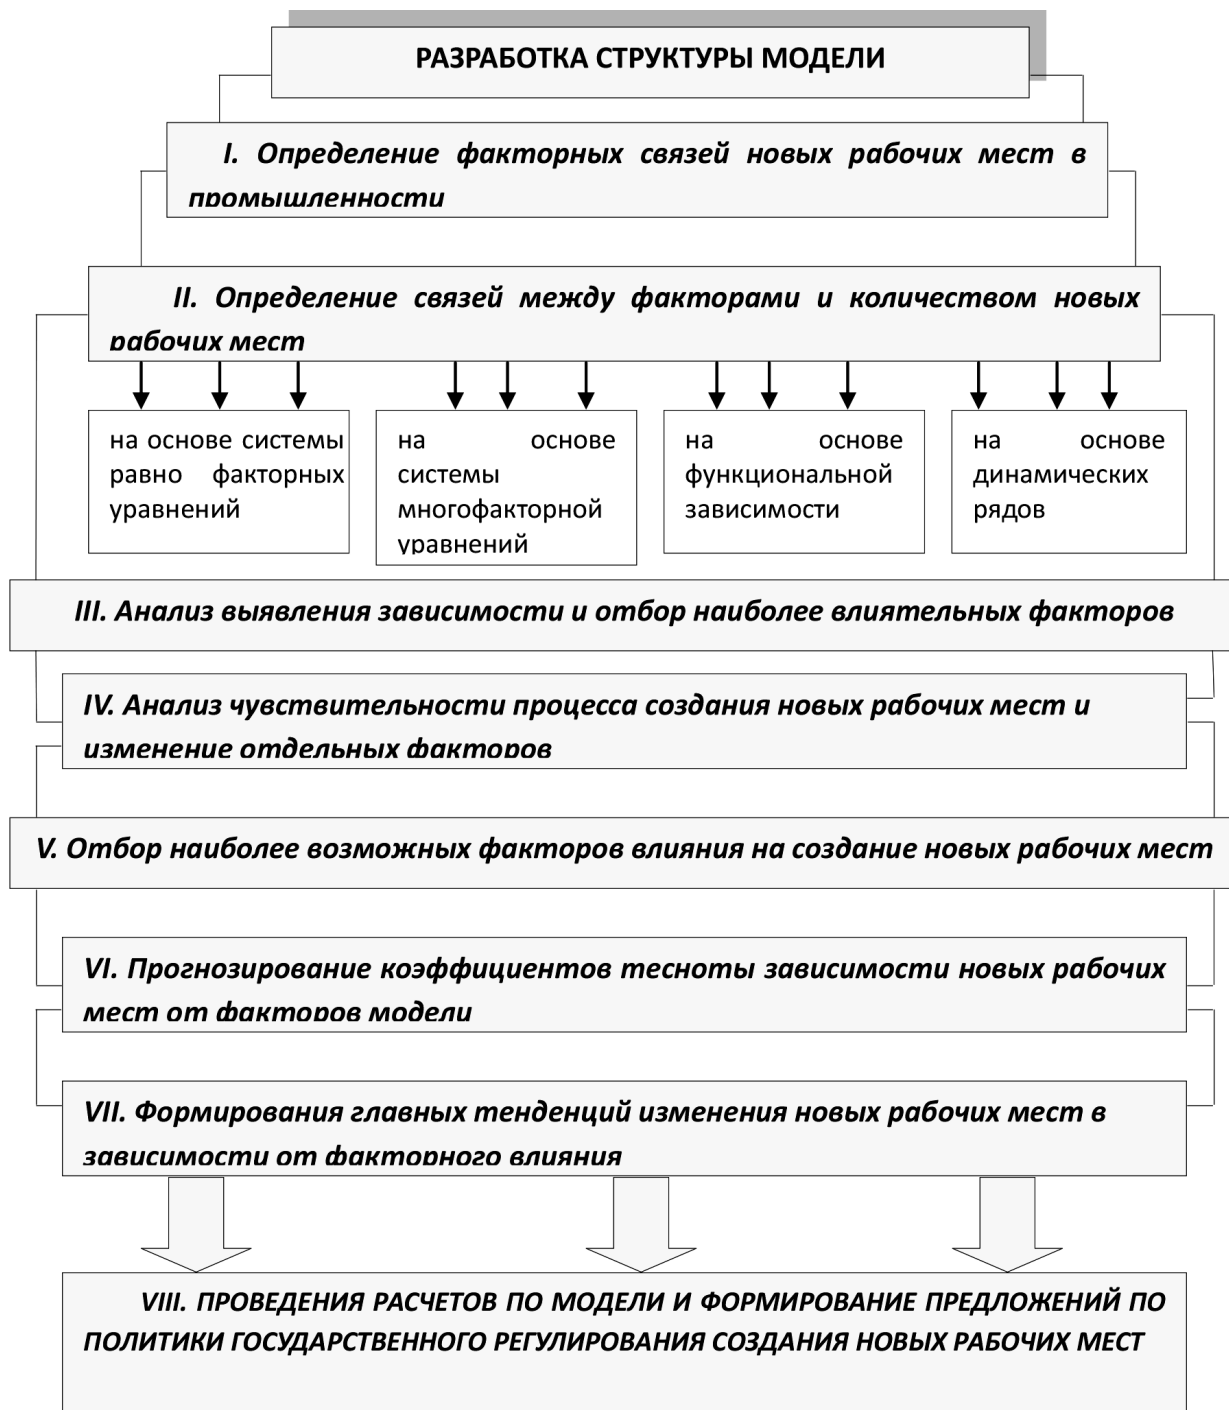 РАЗРАБОТКА СТРУКТУРЫ МОДЕЛИ
I. Определение факторных связей новых рабочих мест в
промышленности
II. Определение связей между факторами и количеством новых
рабочих мест
на основе системы
равно факторных
уравнений
на основе
системы
многофакторной
уравнений
на основе
функциональной
зависимости
на основе
динамических
рядов
III. Анализ выявления зависимости и отбор наиболее влиятельных факторов
IV. Анализ чувствительности процесса создания новых рабочих мест и
изменение отдельных факторов
V. Отбор наиболее возможных факторов влияния на создание новых рабочих мест
VI. Прогнозирование коэффициентов тесноты зависимости новых рабочих
мест от факторов модели
VII. Формирования главных тенденций изменения новых рабочих мест в
зависимости от факторного влияния
VIII. ПРОВЕДЕНИЯ РАСЧЕТОВ ПО МОДЕЛИ И ФОРМИРОВАНИЕ ПРЕДЛОЖЕНИЙ ПО
ПОЛИТИКИ ГОСУДАРСТВЕННОГО РЕГУЛИРОВАНИЯ СОЗДАНИЯ НОВЫХ РАБОЧИХ МЕСТ